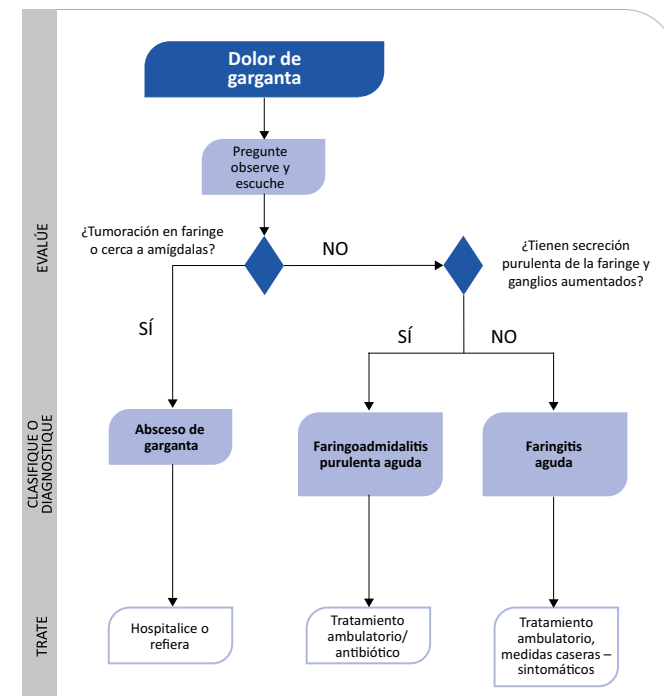 Dolor de
garganta
Pregunte
observe y
escuche
¿Tumoración en faringe
o cerca a amígdalas?
NO
¿Tienen secreción
purulenta de la faringe y
ganglios aumentados?
EVALÚE
SÍ
SÍ
NO
CLASIFIQUE O
DIAGNOSTIQUE
Absceso de
garganta
Faringoadmidalitis
purulenta aguda
Faringitis
aguda
TRATE
Hospitalice o
refiera
Tratamiento
ambulatorio/
antibiótico
Tratamiento
ambulatorio,
medidas caseras –
sintomáticos